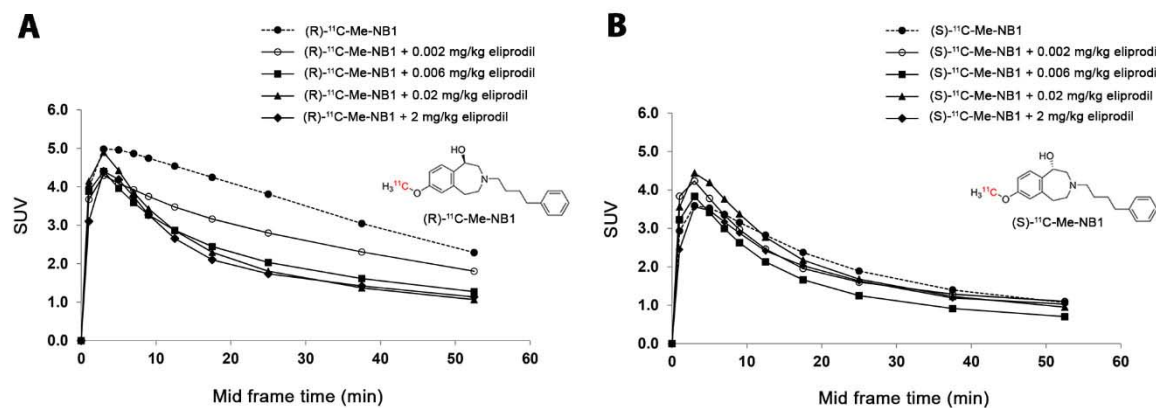 A
(R)-¹¹C-Me-NB1
(R)-¹¹C-Me-NB1 + 0.002 mg/kg eliprodil
(R)-¹¹C-Me-NB1 + 0.006 mg/kg eliprodil
(R)-¹¹C-Me-NB1 + 0.02 mg/kg eliprodil
(R)-¹¹C-Me-NB1 + 2 mg/kg eliprodil
6.0
5.0
4.0
3.0
2.0
1.0
0.0
SUV
0 10 20 30 40 50 60
Mid frame time (min)
HO
H₃¹¹C
O
N
(R)-¹¹C-Me-NB1
B
(S)-¹¹C-Me-NB1
(S)-¹¹C-Me-NB1 + 0.002 mg/kg eliprodi
(S)-¹¹C-Me-NB1 + 0.006 mg/kg eliprodi
(S)-¹¹C-Me-NB1 + 0.02 mg/kg eliprodil
(S)-¹¹C-Me-NB1 + 2 mg/kg eliprodil
6.0
5.0
4.0
3.0
2.0
1.0
0.0
SUV
0 10 20 30 40 50 60
Mid frame time (min)
HO
H₃¹¹C
O
N
(S)-¹¹C-Me-NB1